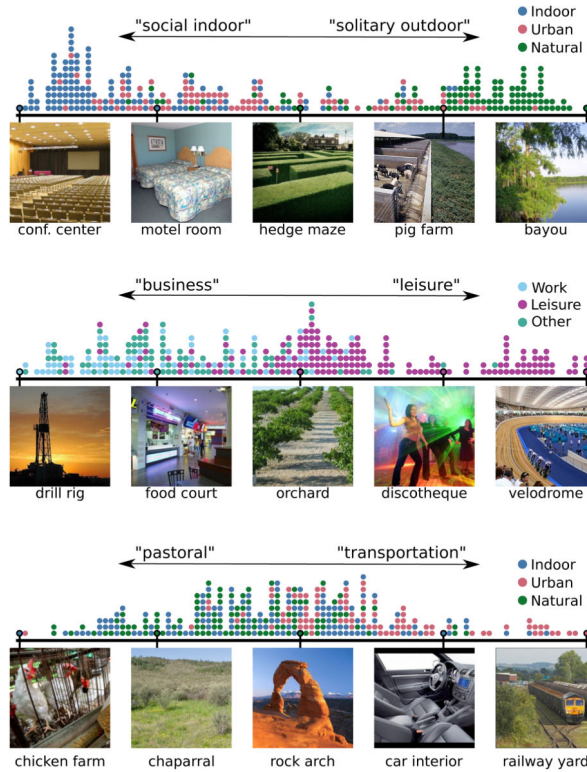 "social indoor" "solitary outdoor"
Indoor
Urban
Natural
conf. center motel room hedge maze pig farm bayou
"business" "leisure"
Work
Leisure
Other
drill rig food court orchard discotheque velodrome
"pastoral" "transportation"
Indoor
Urban
Natural
chicken farm chaparral rock arch car interior railway yard